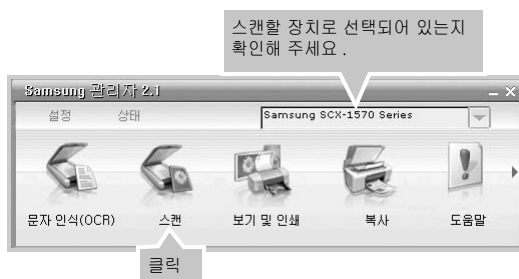 스캔할 장치로 선택되어 있는지
확인해 주세요 .
Samsung 관리자 2.1
설정 상태 Samsung SCX-1570 Series
문자 인식(OCR) 스캔 보기 및 인쇄 복사 도움말
클릭